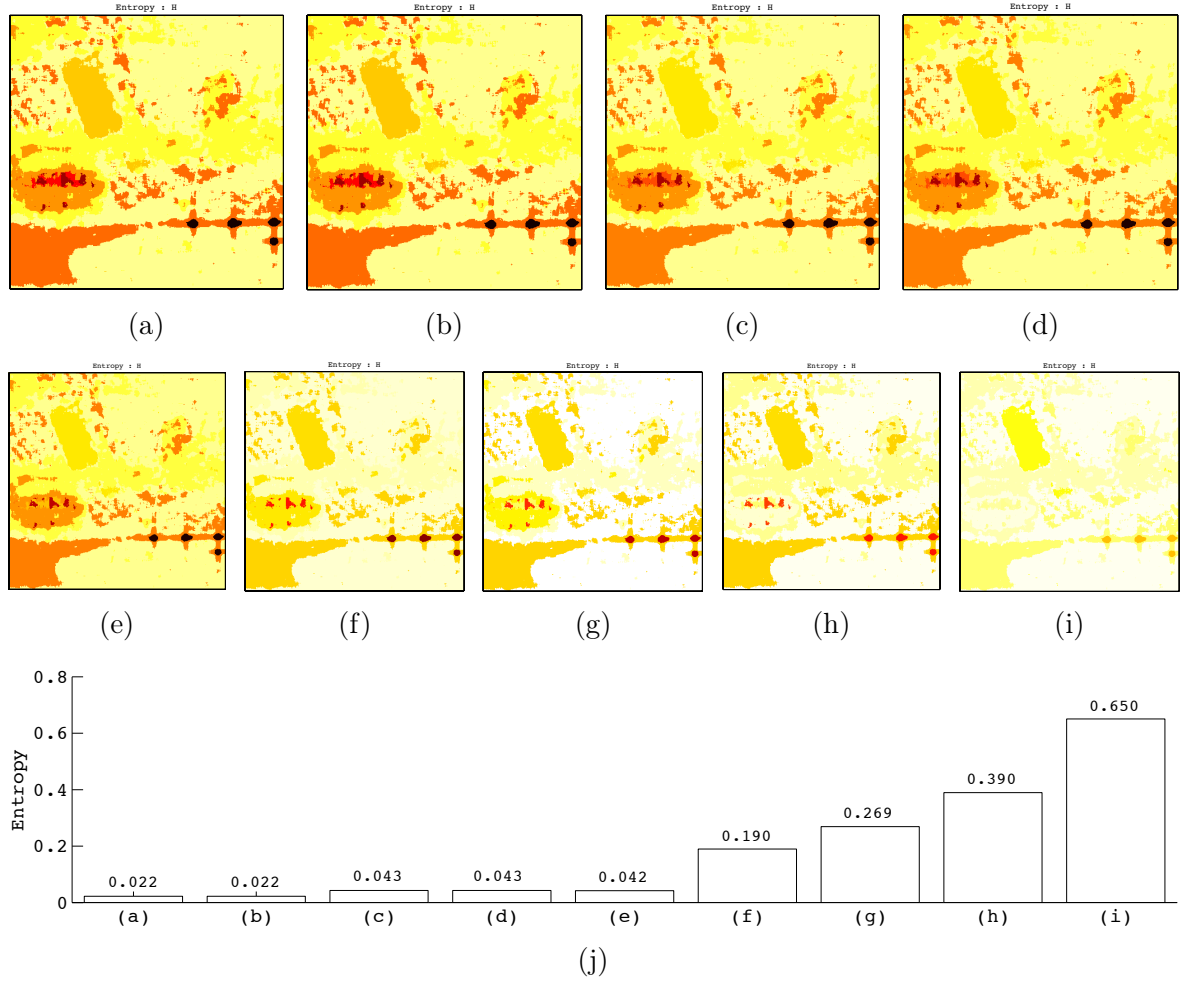 Entropy : H
Entropy : H
Entropy : H
Entropy : H
(a)
(b)
(c)
(d)
Entropy : H
Entropy : H
Entropy : H
Entropy : H
Entropy : H
(e)
(f)
(g)
(h)
(i)
0.8
0.6
0.4
0.2
0
Entropy
0.022
0.022
0.043
0.043
0.042
0.190
0.269
0.390
0.650
(a)
(b)
(c)
(d)
(e)
(f)
(g)
(h)
(i)
(j)